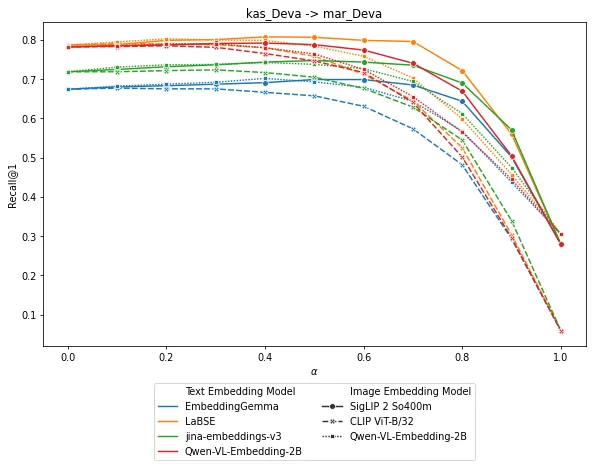 kas_Deva -> mar_Deva
Recall@1
0.8
0.7
0.6
0.5
0.4
0.3
0.2
0.1
0.0 0.2 0.4 0.6 0.8 1.0
α
Text Embedding Model
EmbeddingGemma
LaBSE
jina-embeddings-v3
Qwen-VL-Embedding-2B
Image Embedding Model
SigLIP 2 So400m
CLIP ViT-B/32
Qwen-VL-Embedding-2B